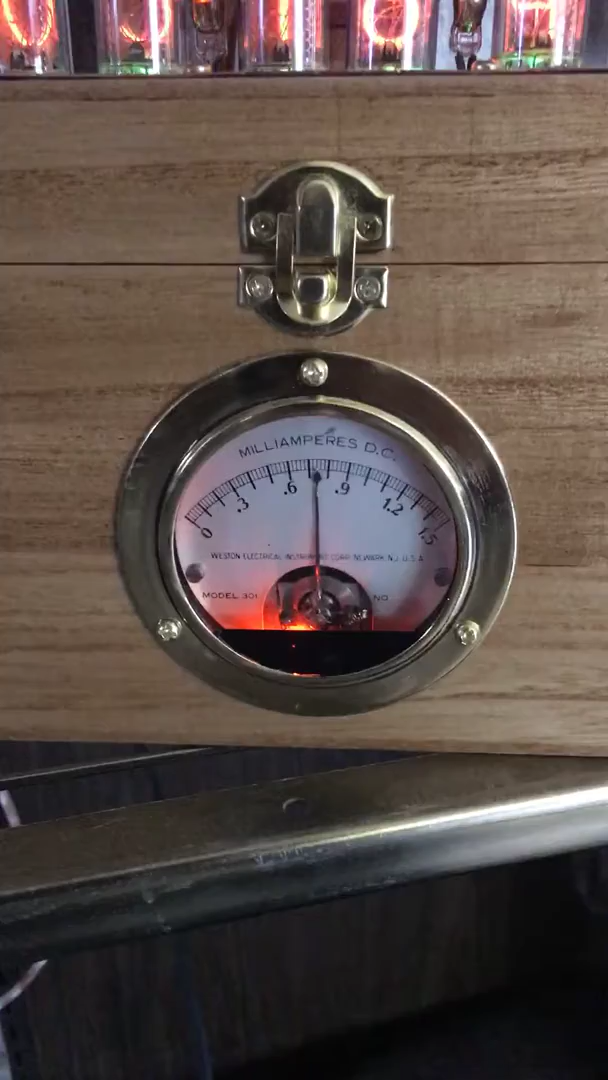 MILLIAMPERES D.C.
0 .3 .6 .9 1.2 1.5
WESTON ELECTRICAL INSTRUMENT CORP. NEWARK, N.J. U.S.A
MODEL 301 NO.